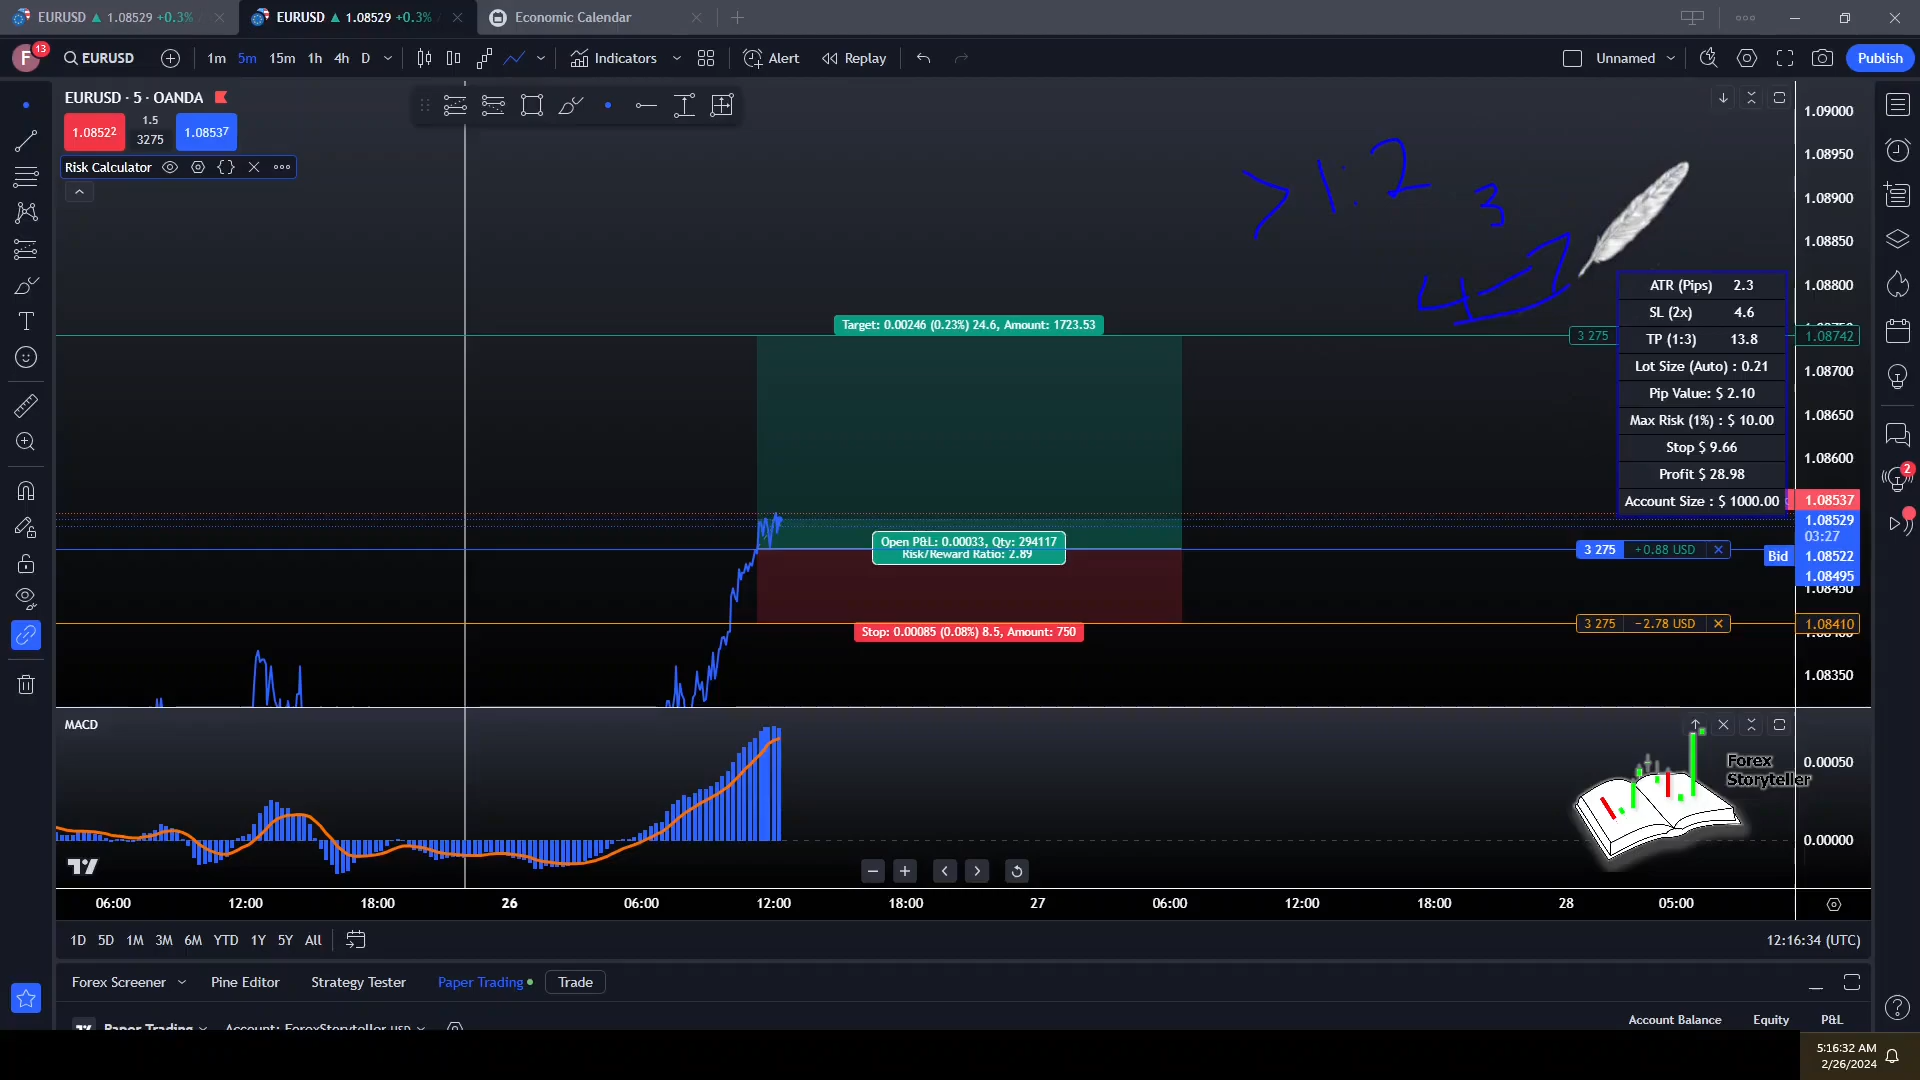 EURUSD ▲ 1.08529 +0.3% /
EURUSD ▲ 1.08529 +0.3% /
Economic Calendar
F 13
EURUSD
1m 5m 15m 1h 4h D
Indicators
Alert
Replay
Unnamed
Publish
EURUSD · 5 · OANDA
1.08522
1.5
3275
1.08537
Risk Calculator
>1:2
3
4-7
ATR (Pips) 2.3
SL (2x) 4.6
TP (1:3) 13.8
Lot Size (Auto) : 0.21
Pip Value: $ 2.10
Max Risk (1%) : $ 10.00
Stop $ 9.66
Profit $ 28.98
Account Size : $ 1000.00
Target: 0.00246 (0.23%) 24.6, Amount: 1723.53
3 275
Open P&L: 0.00033, Qty: 294117
Risk/Reward Ratio: 2.89
3 275 +0.88 USD
Bid
Stop: 0.00085 (0.08%) 8.5, Amount: 750
3 275 −2.78 USD
1.09000
1.08950
1.08900
1.08850
1.08800
1.08742
1.08700
1.08650
1.08600
1.08537
1.08529
03:27
1.08522
1.08495
1.08450
1.08410
1.08350
2
MACD
Forex
Storyteller
0.00050
0.00000
06:00 12:00 18:00 26 06:00 12:00 18:00 27 06:00 12:00 18:00 28 05:00
1D 5D 1M 3M 6M YTD 1Y 5Y All
12:16:34 (UTC)
Forex Screener
Pine Editor
Strategy Tester
Paper Trading
Trade
Paper Trading
Account: ForexStoryteller USD
Account Balance
Equity
P&L
5:16:32 AM
2/26/2024